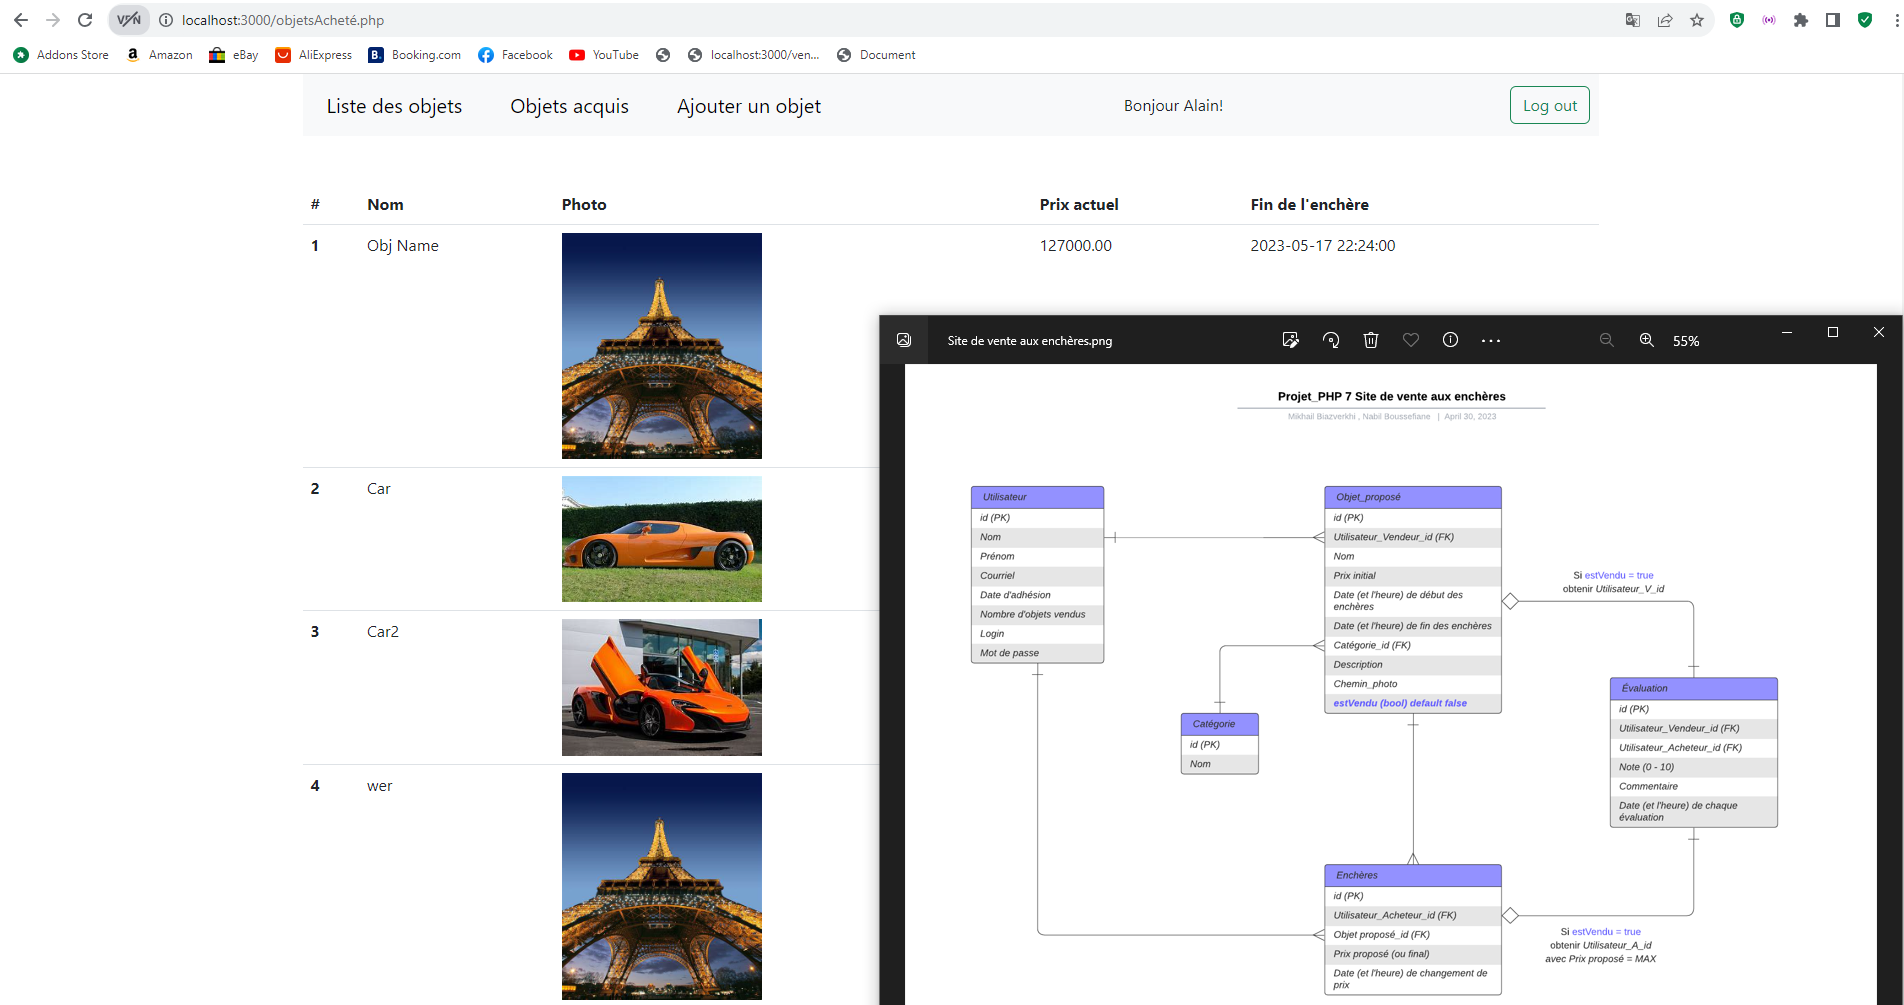 VPN
localhost:3000/objetsAcheté.php
Addons Store
Amazon
eBay
AliExpress
Booking.com
Facebook
YouTube
localhost:3000/ven...
Document
Liste des objets
Objets acquis
Ajouter un objet
Bonjour Alain!
Log out
# Nom Photo Prix actuel Fin de l'enchère
1 Obj Name 127000.00 2023-05-17 22:24:00
2 Car
3 Car2
4 wer
Site de vente aux enchères.png
55%
Projet_PHP 7 Site de vente aux enchères
Mikhail Biazverkhi , Nabil Boussefiane | April 30, 2023
Utilisateur
id (PK)
Nom
Prénom
Courriel
Date d'adhésion
Nombre d'objets vendus
Login
Mot de passe
Objet_proposé
id (PK)
Utilisateur_Vendeur_id (FK)
Nom
Prix initial
Date (et l'heure) de début des
enchères
Date (et l'heure) de fin des enchères
Catégorie_id (FK)
Description
Chemin_photo
estVendu (bool) default false
Si estVendu = true
obtenir Utilisateur_V_id
Catégorie
id (PK)
Nom
Évaluation
id (PK)
Utilisateur_Vendeur_id (FK)
Utilisateur_Acheteur_id (FK)
Note (0 - 10)
Commentaire
Date (et l'heure) de chaque
évaluation
Enchères
id (PK)
Utilisateur_Acheteur_id (FK)
Objet proposé_id (FK)
Prix proposé (ou final)
Date (et l'heure) de changement de
prix
Si estVendu = true
obtenir Utilisateur_A_id
avec Prix proposé = MAX